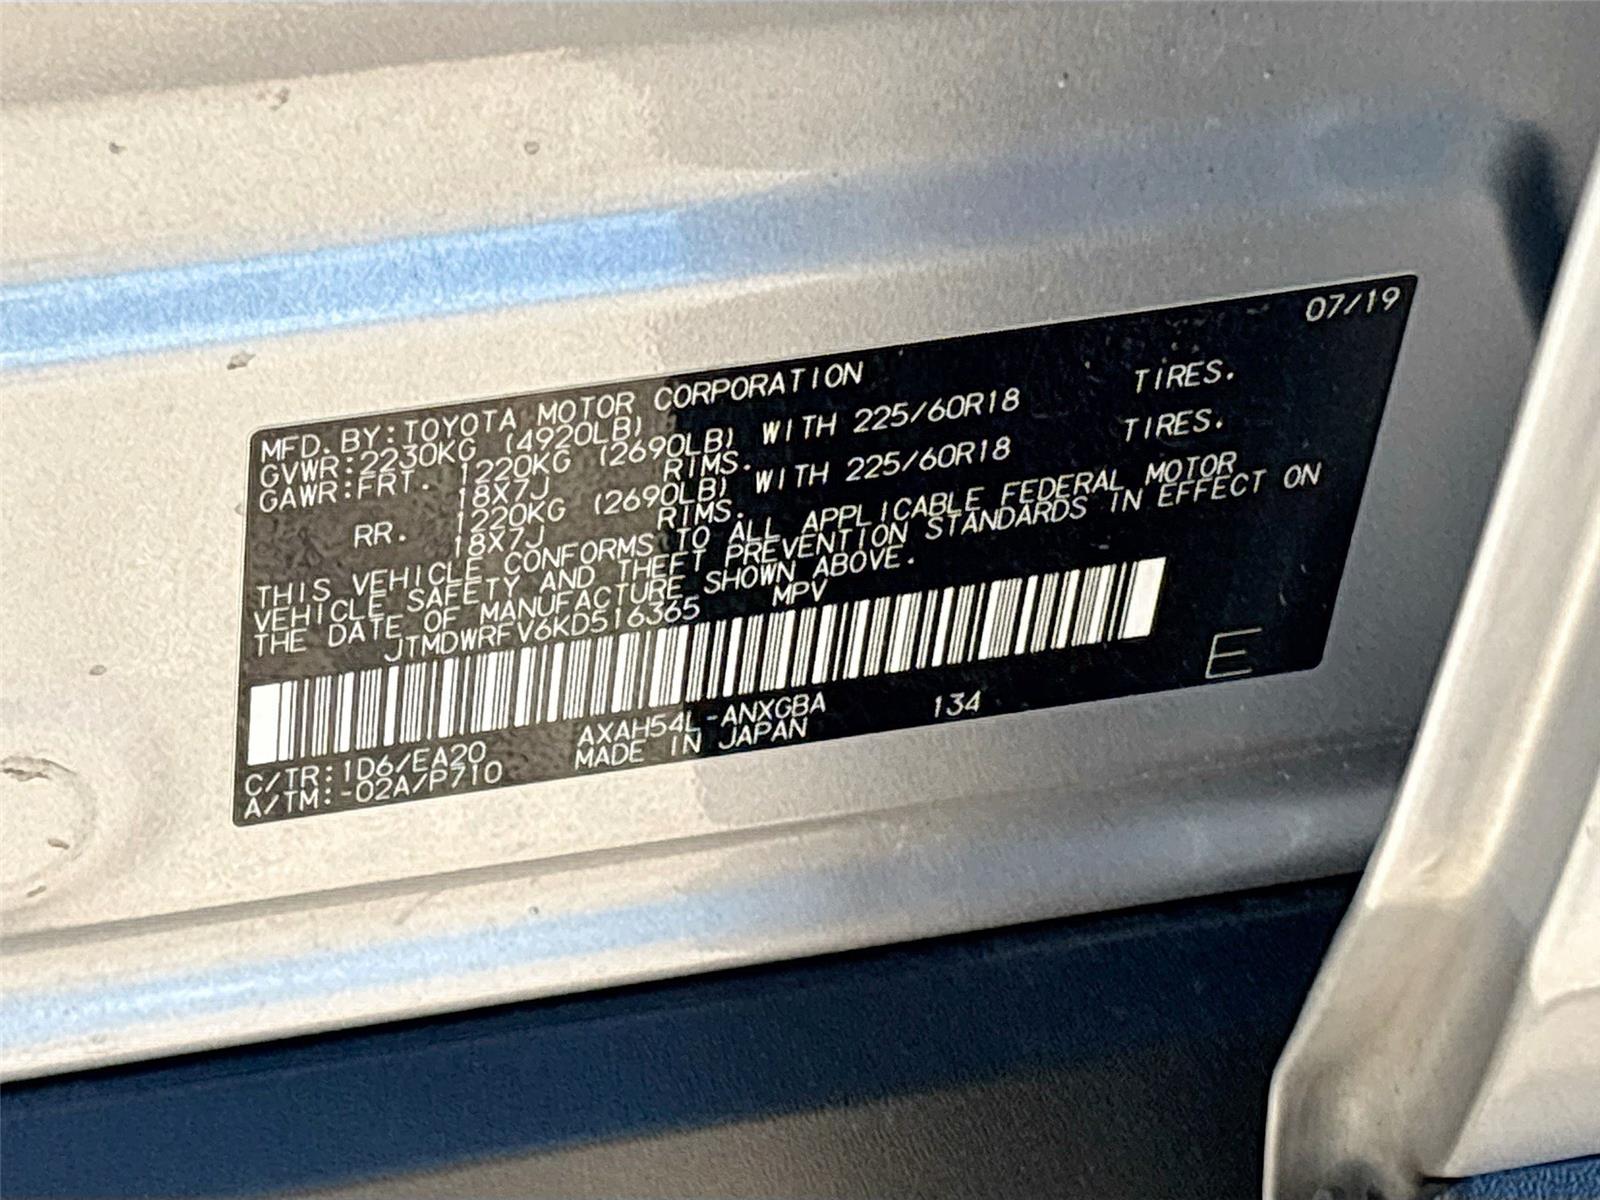 07/19
MFD.BY:TOYOTA MOTOR CORPORATION
GVWR:2230KG (4920LB)
GAWR:FRT. 1220KG (2690LB) WITH 225/60R18 TIRES.
18X7J RIMS.
RR. 1220KG (2690LB) WITH 225/60R18 TIRES.
18X7J RIMS.
THIS VEHICLE CONFORMS TO ALL APPLICABLE FEDERAL MOTOR
VEHICLE SAFETY AND THEFT PREVENTION STANDARDS IN EFFECT ON
THE DATE OF MANUFACTURE SHOWN ABOVE.
JTMDWRFV6KD516365 MPV
E
C/TR:1D6/EA20 AXAH54L-ANXGBA 134
A/TM:-02A/P710 MADE IN JAPAN